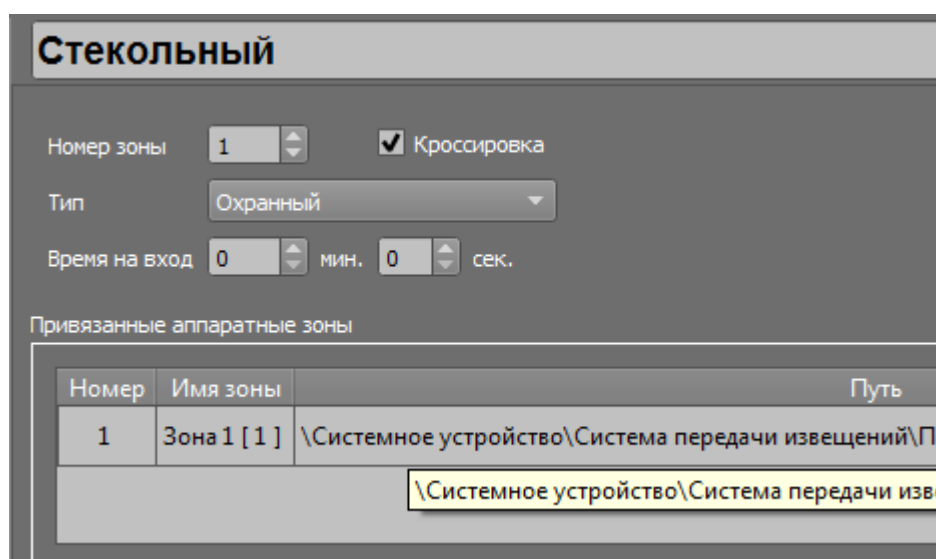 Стекольный
Номер зоны 1 Кроссировка
Тип Охранный
Время на вход 0 мин. 0 сек.
Привязанные аппаратные зоны
Номер Имя зоны Путь
1 Зона 1 [ 1 ] \Системное устройство\Система передачи извещений\П
\Системное устройство\Система передачи изв